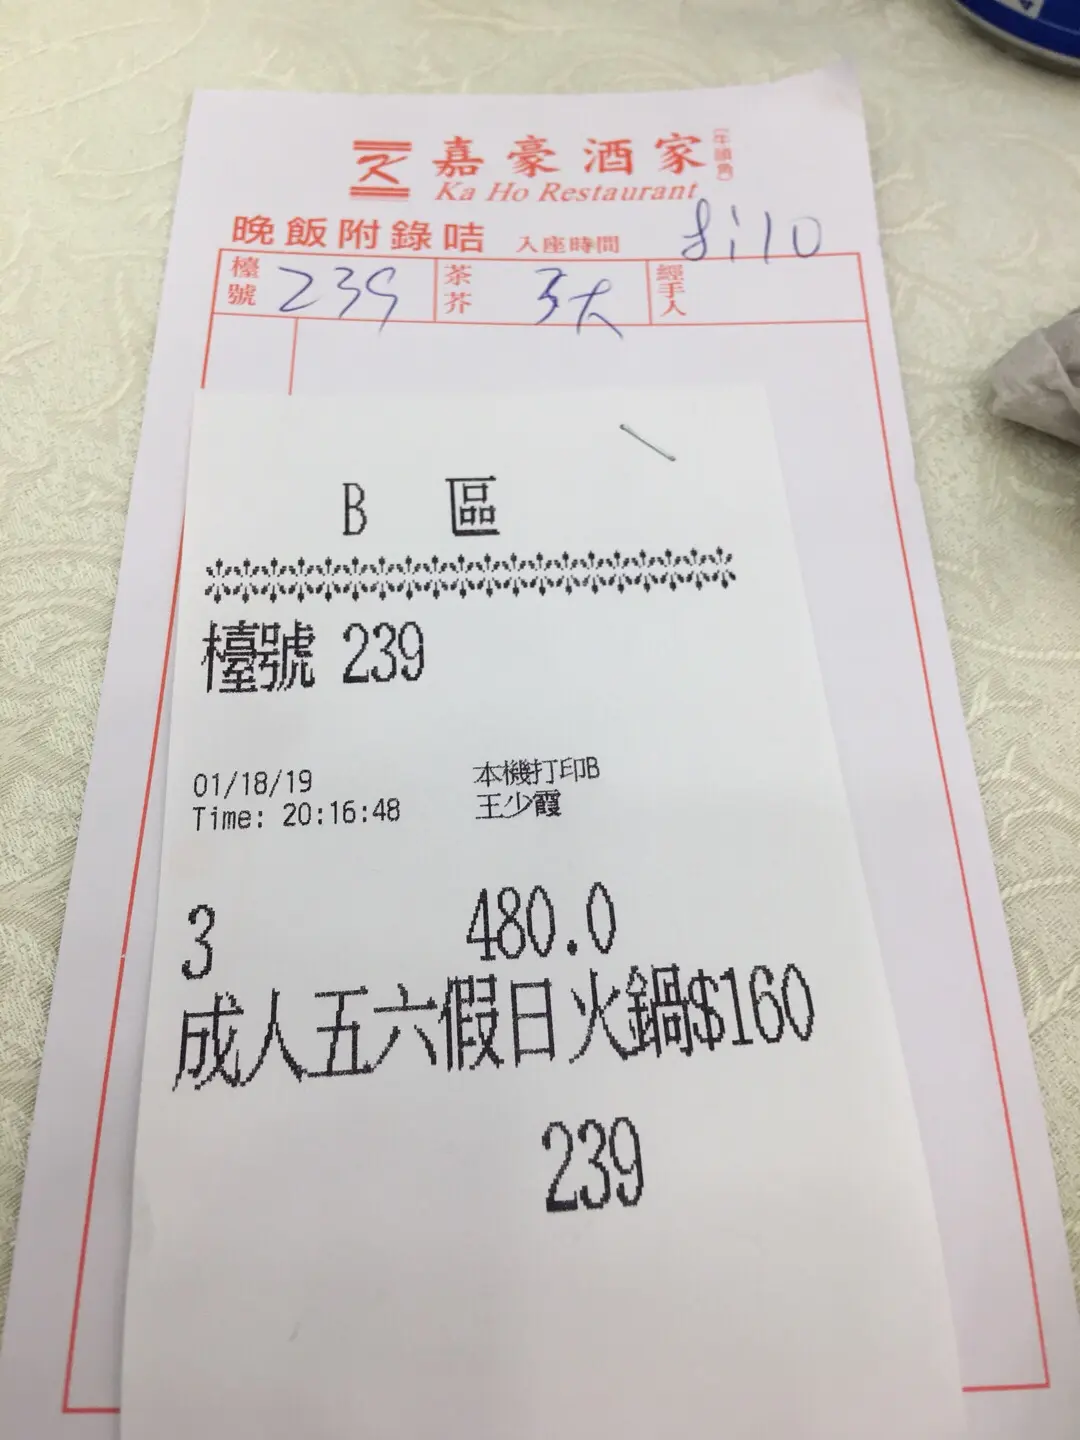 嘉豪酒家(牛頭角)
Ka Ho Restaurant
晚飯附錄咭 入座時間 8:10
檯號 239 茶芥 3大 經手人
B 區
檯號 239
01/18/19 本機打印B
Time: 20:16:48 王少霞
3 480.0
成人五六假日火鍋$160
239